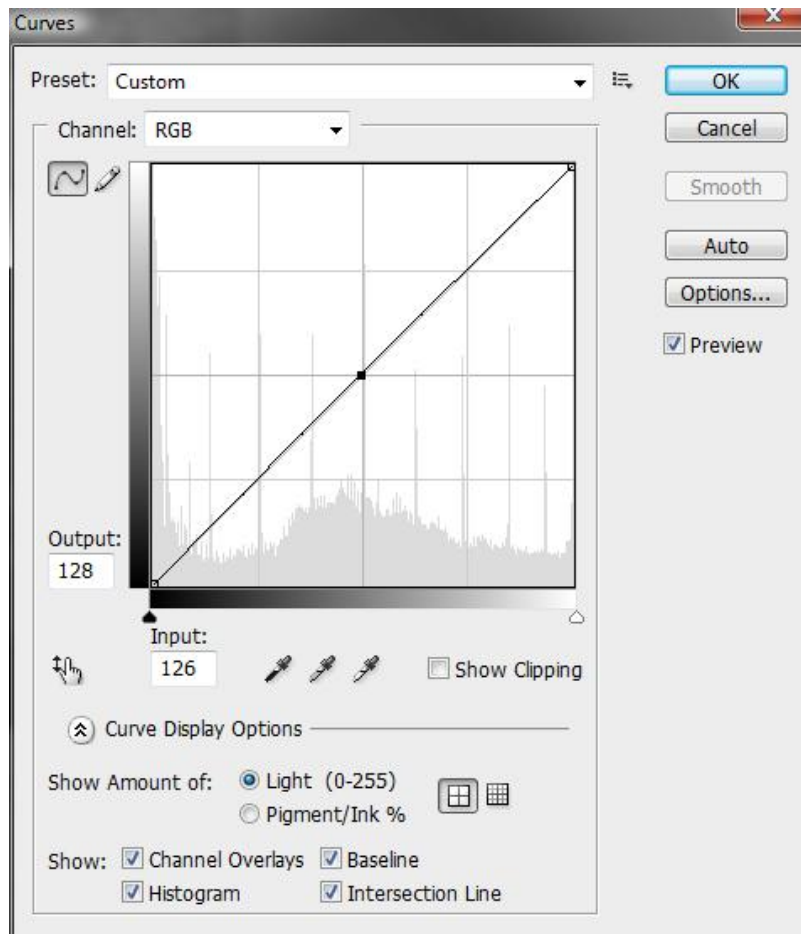 Curves
Preset: Custom
OK
Channel: RGB
Cancel
Smooth
Auto
Options...
Preview
Output:
128
Input:
126
Show Clipping
Curve Display Options
Show Amount of: Light (0-255)
Pigment/Ink %
Show: Channel Overlays Baseline
Histogram Intersection Line